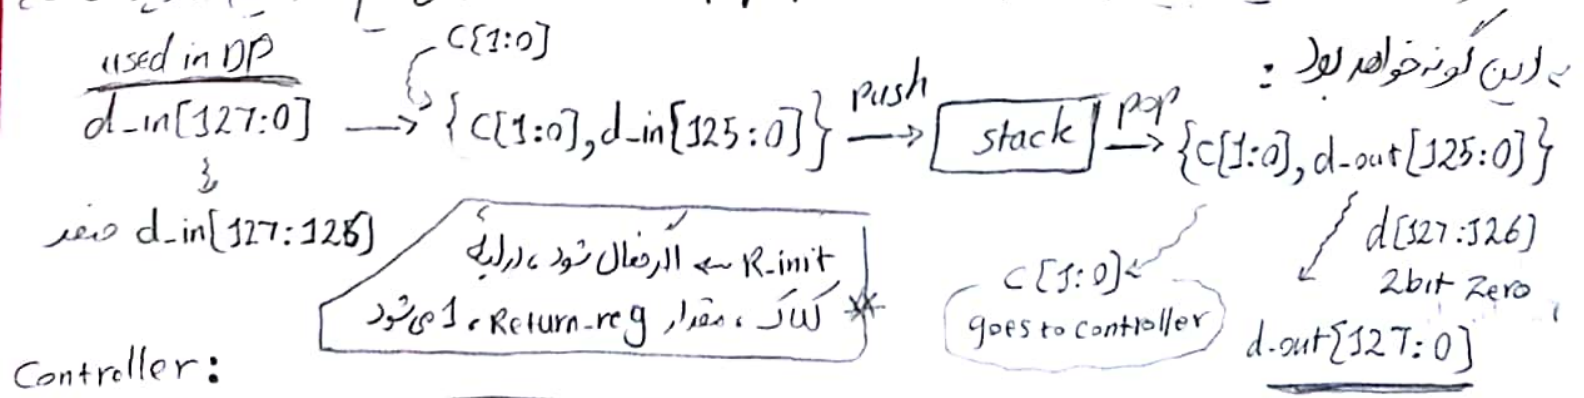 به این گونه خواهد بود :
used in DP
C[1:0]
d_in[127:0] → {C[1:0], d_in[125:0]} push → stack pop → {C[1:0], d_out[125:0]}
صفر d_in[127:126]
R_init ← اگر فعال شود، در لبهٔ
کلاک، مقدار Return_reg، 1 می‌شود *
C[1:0]
goes to controller
d[127:126]
2bit Zero
d_out[127:0]
Controller: